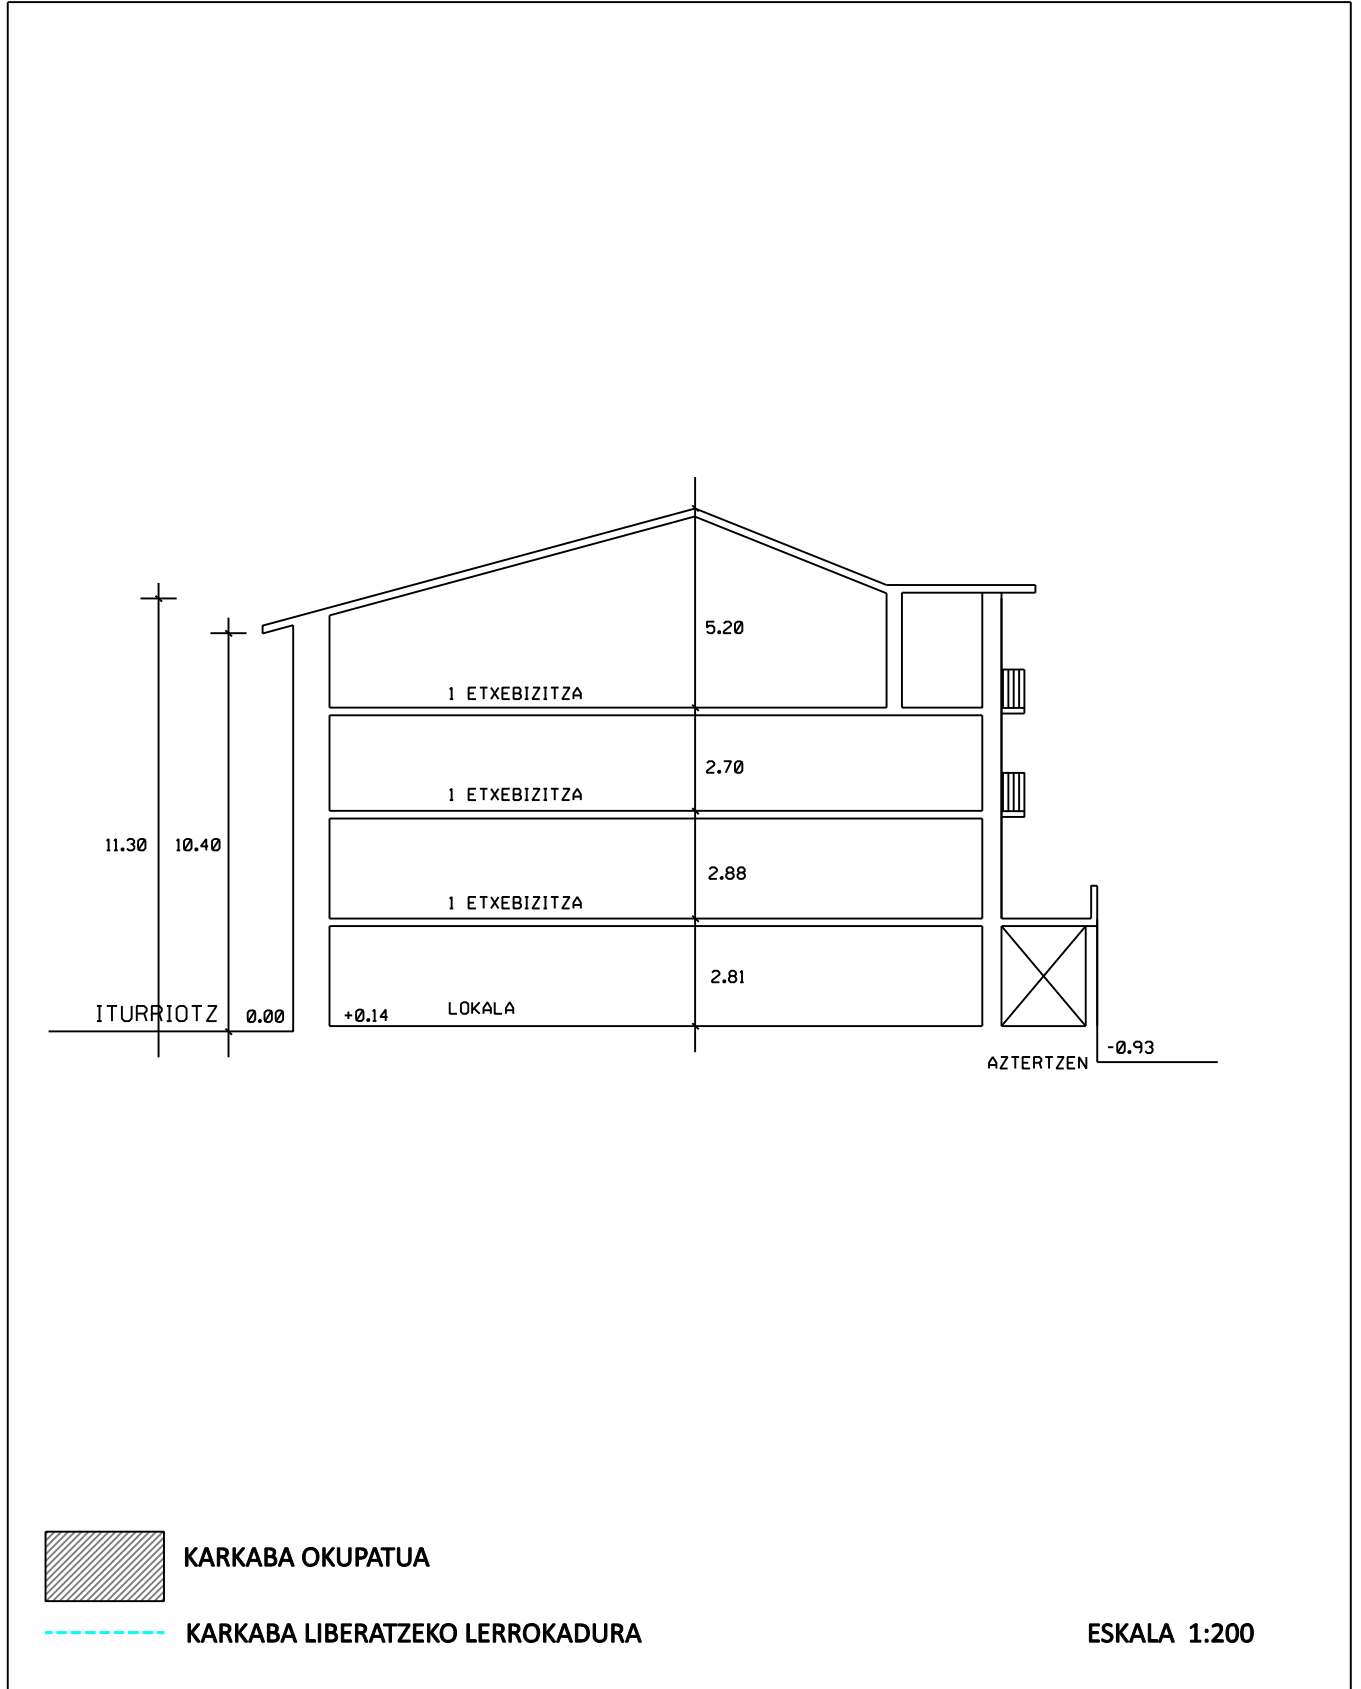 5.20
1 ETXEBIZITZA
2.70
1 ETXEBIZITZA
11.30
10.40
2.88
1 ETXEBIZITZA
2.81
ITURRIOTZ
0.00
+0.14
LOKALA
-0.93
AZTERTZEN
KARKABA OKUPATUA
KARKABA LIBERATZEKO LERROKADURA
ESKALA 1:200